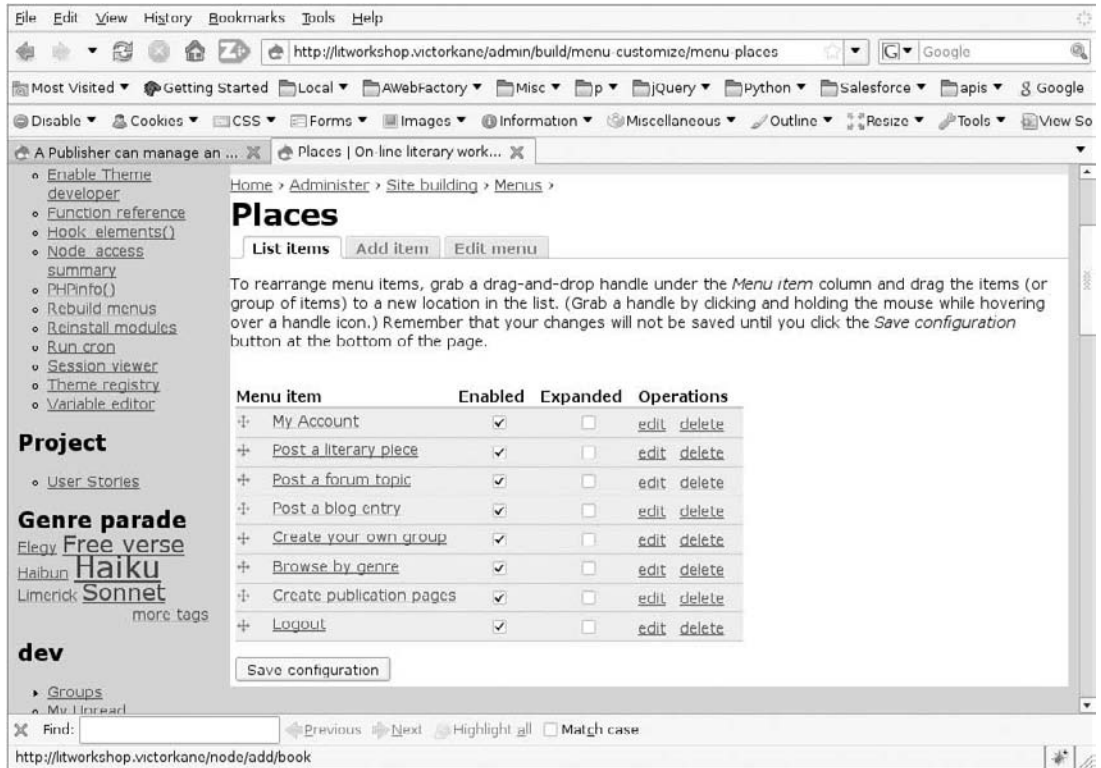 File Edit View History Bookmarks Tools Help
http://litworkshop.victorkane/admin/build/menu-customize/menu-places
G Google
Most Visited Getting Started Local AWebFactory Misc p jQuery Python Salesforce apis Google
Disable Cookies CSS Forms Images Information Miscellaneous Outline Resize Tools View So
A Publisher can manage an ... Places | On-line literary work...
Enable Theme
developer
Function reference
Hook_elements()
Node_access
summary
PHPinfo()
Rebuild menus
Reinstall modules
Run cron
Session viewer
Theme registry
Variable editor
Project
User Stories
Genre parade
Elegy Free verse
Haibun Haiku
Limerick Sonnet
more tags
dev
Groups
My Unread
Home › Administer › Site building › Menus ›
Places
List items Add item Edit menu
To rearrange menu items, grab a drag-and-drop handle under the Menu item column and drag the items (or
group of items) to a new location in the list. (Grab a handle by clicking and holding the mouse while hovering
over a handle icon.) Remember that your changes will not be saved until you click the Save configuration
button at the bottom of the page.
Menu item Enabled Expanded Operations
My Account edit delete
Post a literary piece edit delete
Post a forum topic edit delete
Post a blog entry edit delete
Create your own group edit delete
Browse by genre edit delete
Create publication pages edit delete
Logout edit delete
Save configuration
Find: Previous Next Highlight all Match case
http://litworkshop.victorkane/node/add/book